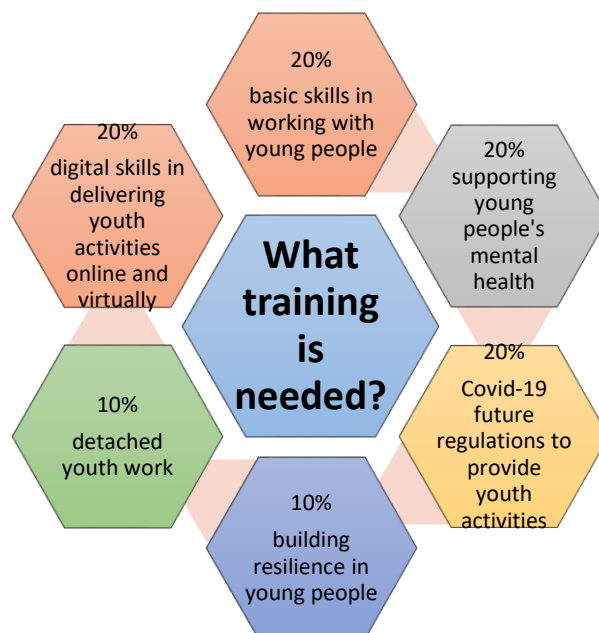 20%
basic skills in
working with
young people
20%
supporting
young
people's
mental
health
20%
Covid-19
future
regulations to
provide
youth
activities
10%
building
resilience in
young people
10%
detached
youth work
20%
digital skills in
delivering
youth
activities
online and
virtually
What
training
is
needed?